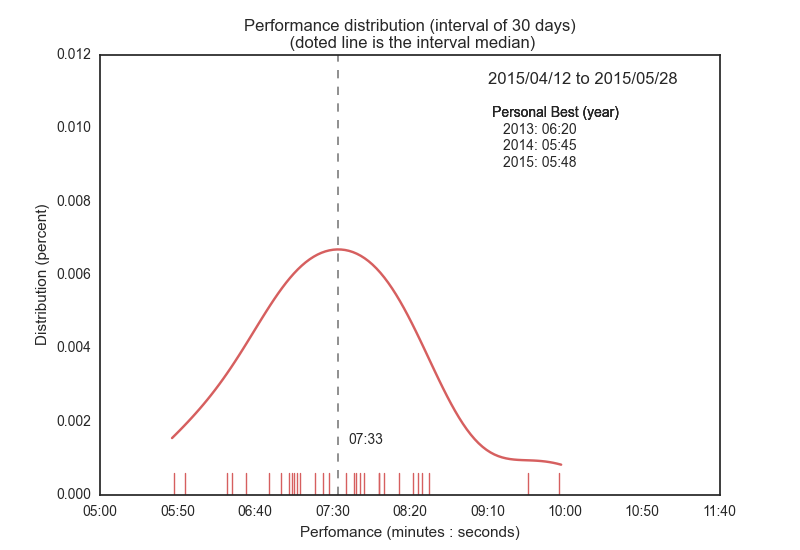 Performance distribution (interval of 30 days)
(doted line is the interval median)
0.012
0.010
0.008
0.006
0.004
0.002
0.000
Distribution (percent)
2015/04/12 to 2015/05/28
Personal Best (year)
2013: 06:20
2014: 05:45
2015: 05:48
07:33
05:00 05:50 06:40 07:30 08:20 09:10 10:00 10:50 11:40
Perfomance (minutes : seconds)